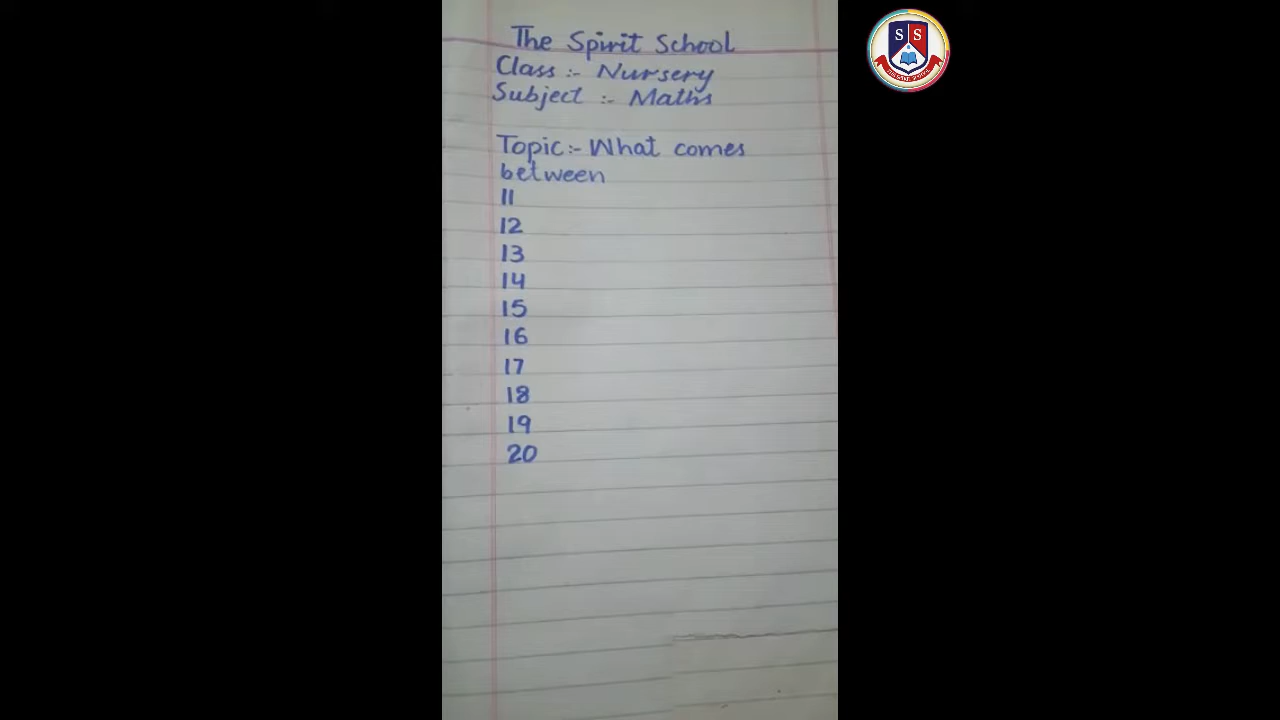 The Spirit School
Class :- Nursery
Subject :- Maths
Topic:- What comes
between
11
12
13
14
15
16
17
18
19
20
S S